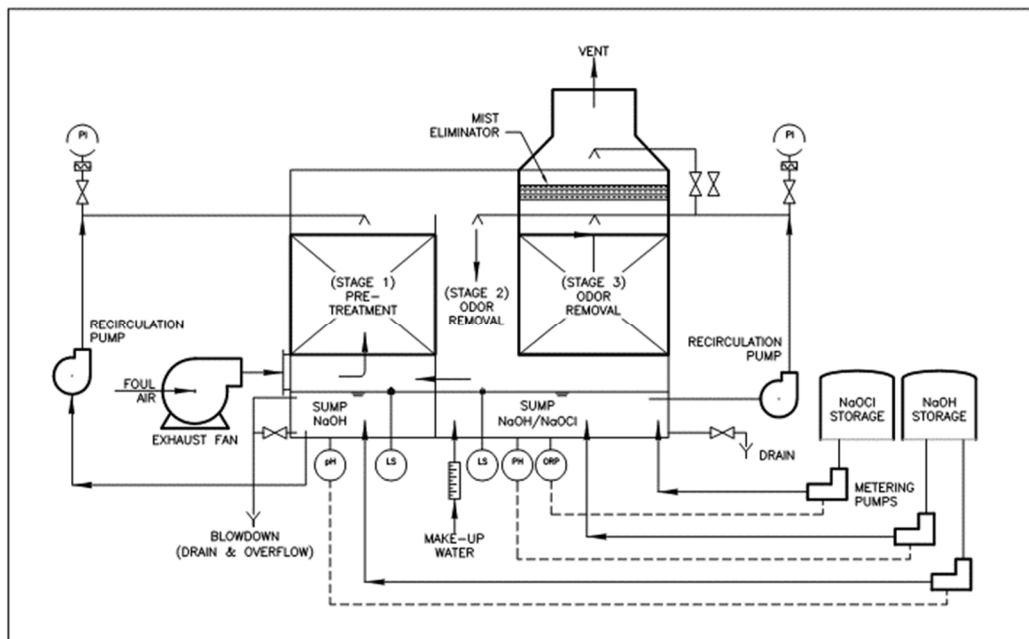 VENT
MIST
ELIMINATOR
PI
PI
(STAGE 1)
PRE-
TREATMENT
(STAGE 2)
ODOR
REMOVAL
(STAGE 3)
ODOR
REMOVAL
RECIRCULATION
PUMP
RECIRCULATION
PUMP
FOUL
AIR
EXHAUST FAN
SUMP
NaOH
SUMP
NaOH/NaOCl
NaOCl
STORAGE
NaOH
STORAGE
pH
LS
LS
PH
ORP
DRAIN
METERING
PUMPS
BLOWDOWN
(DRAIN & OVERFLOW)
MAKE-UP
WATER